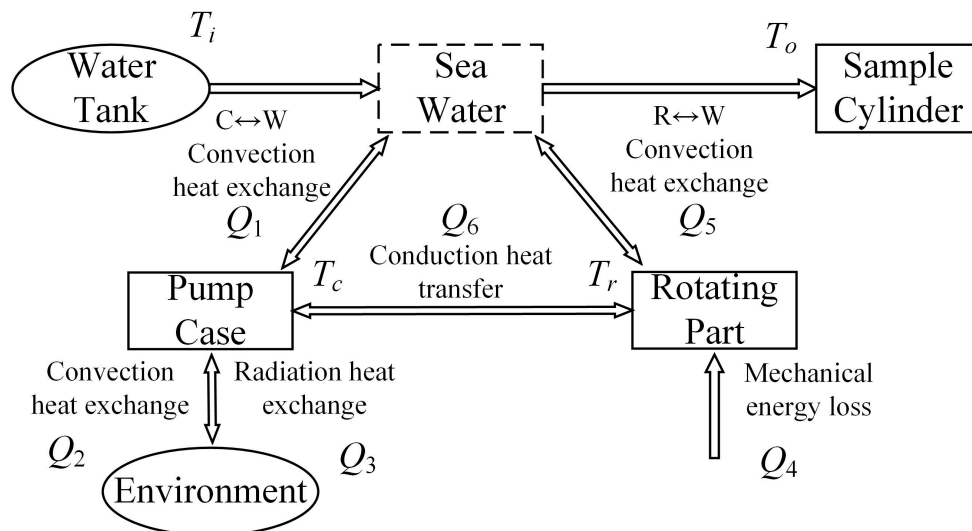 T_i
Water
Tank
Sea
Water
T_o
Sample
Cylinder
C↔W
Convection
heat exchange
Q_1
R↔W
Convection
heat exchange
Q_5
Q_6
Conduction heat
transfer
T_c
T_r
Pump
Case
Rotating
Part
Convection
heat exchange
Q_2
Radiation heat
exchange
Q_3
Mechanical
energy loss
Q_4
Environment